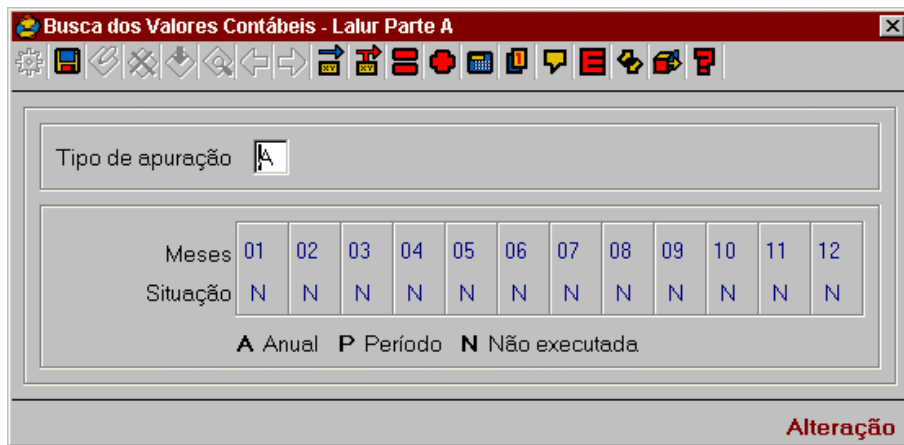 Busca dos Valores Contábeis - Lalur Parte A
Tipo de apuração A
Meses 01 02 03 04 05 06 07 08 09 10 11 12
Situação N N N N N N N N N N N N
A Anual P Período N Não executada
Alteração